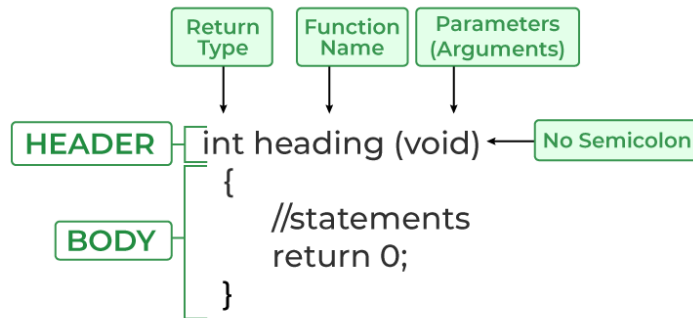 Return
Type
Function
Name
Parameters
(Arguments)
HEADER
int heading (void)
No Semicolon
{
BODY
//statements
return 0;
}